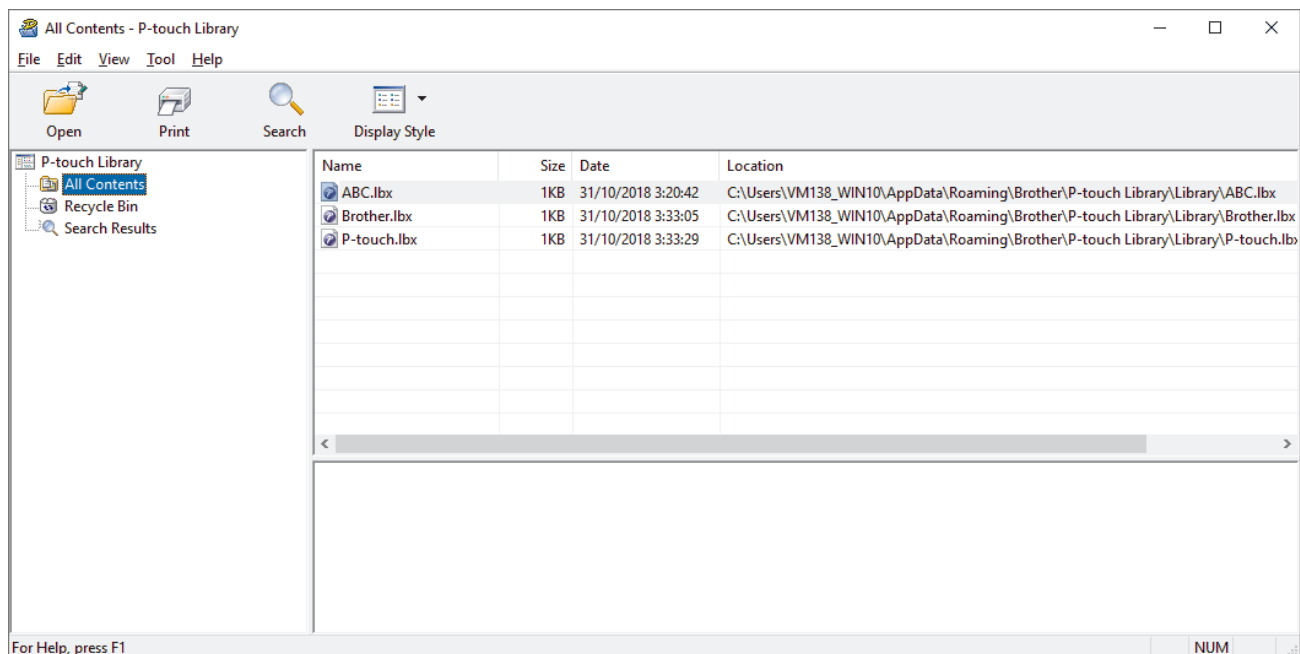 All Contents - P-touch Library
File Edit View Tool Help
Open Print Search Display Style
P-touch Library
All Contents
Recycle Bin
Search Results
Name Size Date Location
ABC.lbx 1KB 31/10/2018 3:20:42 C:\Users\VM138_WIN10\AppData\Roaming\Brother\P-touch Library\Library\ABC.lbx
Brother.lbx 1KB 31/10/2018 3:33:05 C:\Users\VM138_WIN10\AppData\Roaming\Brother\P-touch Library\Library\Brother.lbx
P-touch.lbx 1KB 31/10/2018 3:33:29 C:\Users\VM138_WIN10\AppData\Roaming\Brother\P-touch Library\Library\P-touch.lbx
For Help, press F1 NUM